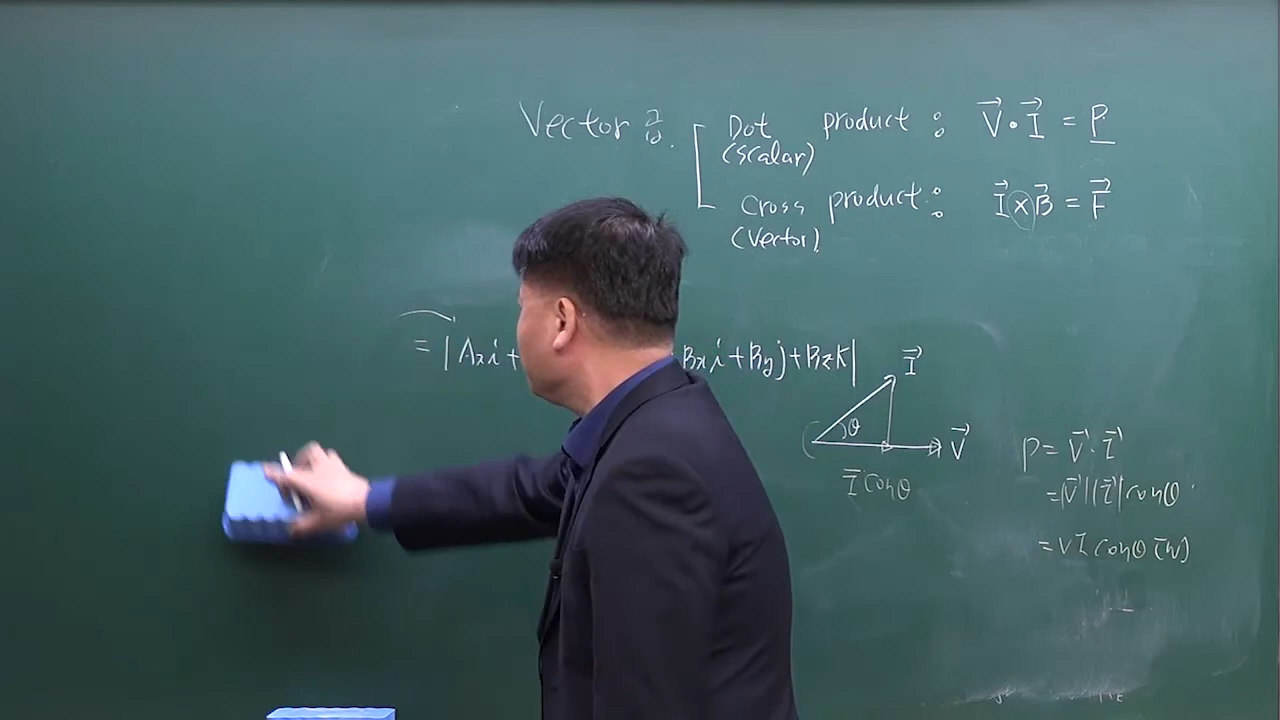 Vector 곱.
Dot product : V⃗ • I⃗ = P
(scalar)
Cross product : I⃗ × B⃗ = F⃗
(Vector)
= |Axi + Bxi + Byj + Bzk|
I⃗
θ
V⃗
I⃗ cosθ
P = V⃗ · I⃗
= |V⃗| |I⃗| cosθ
= VI cosθ [W]